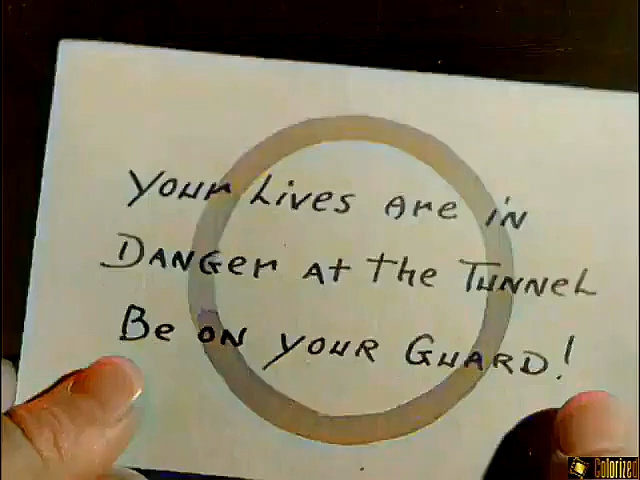 Your Lives Are in
Danger at the Tunnel
Be on your Guard!
Colorized